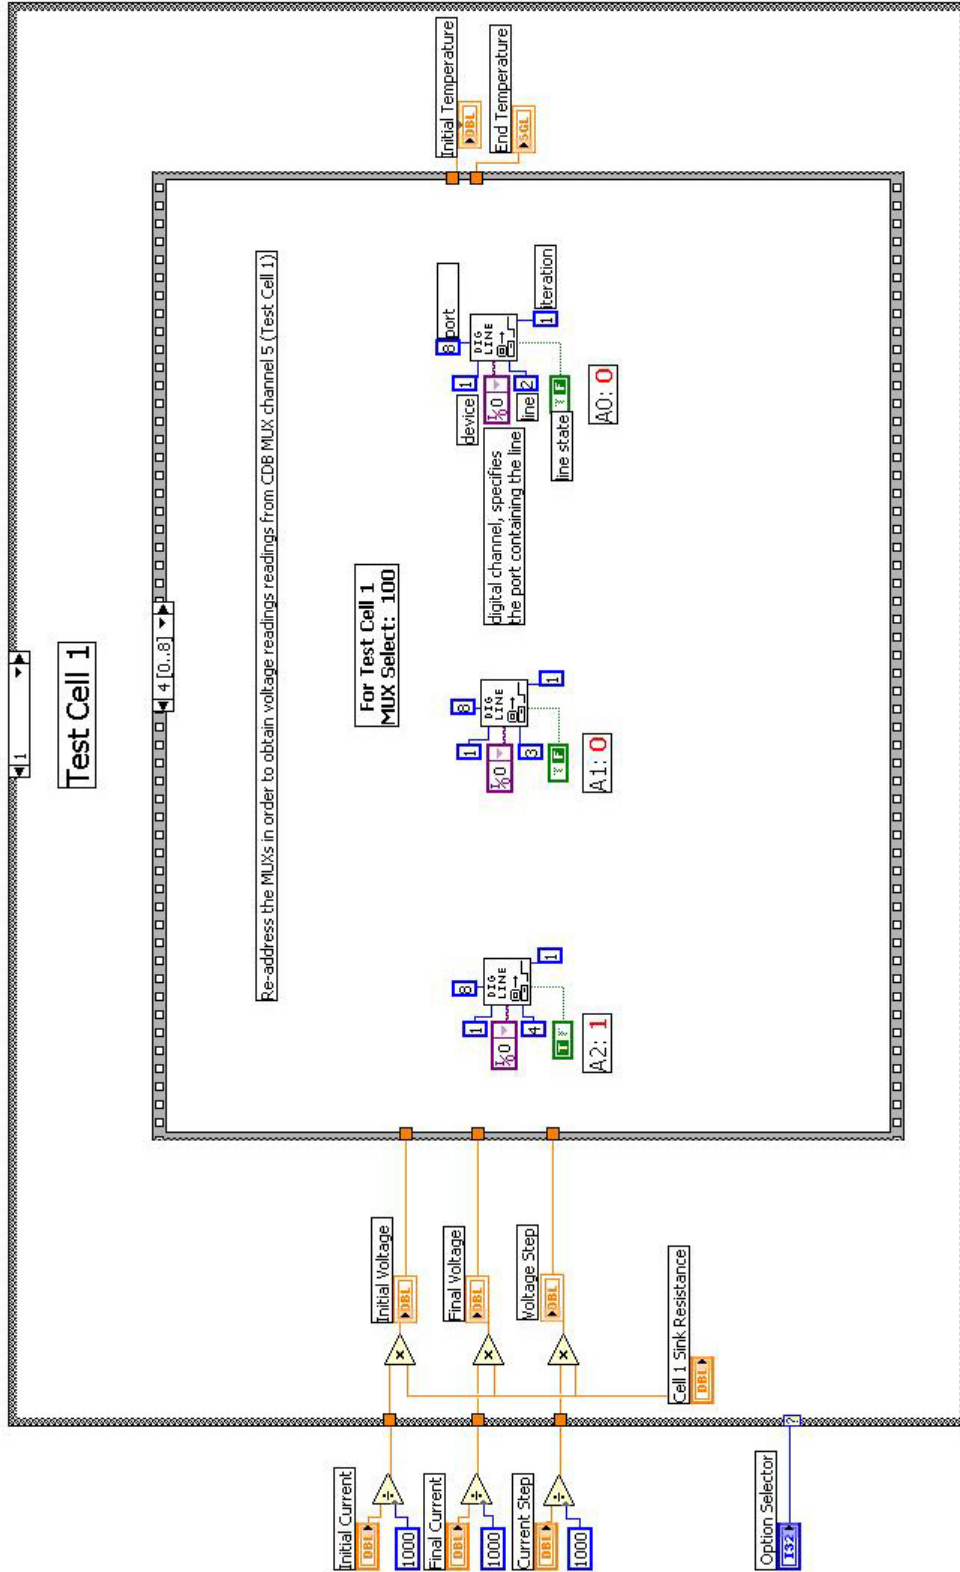 1
Test Cell 1
4 [0..8]
Re-address the MUXs in order to obtain voltage readings from CDB MUX channel 5 (Test Cell 1)
For Test Cell 1
MUX Select: 100
Initial Current
DBL
1000
Final Current
DBL
1000
Current Step
DBL
1000
Option Selector
I32
?
÷
÷
÷
x
x
x
Initial Voltage
DBL
Final Voltage
DBL
Voltage Step
DBL
Cell 1 Sink Resistance
DBL
8
1
DIG
LINE
I/O
4
1
T F
A2: 1
8
1
DIG
LINE
I/O
3
1
T F
A1: 0
8
port
device
1
DIG
LINE
I/O
digital channel, specifies
the port containing the line
line
2
1
iteration
T F
line state
A0: 0
Initial Temperature
DBL
End Temperature
SGL